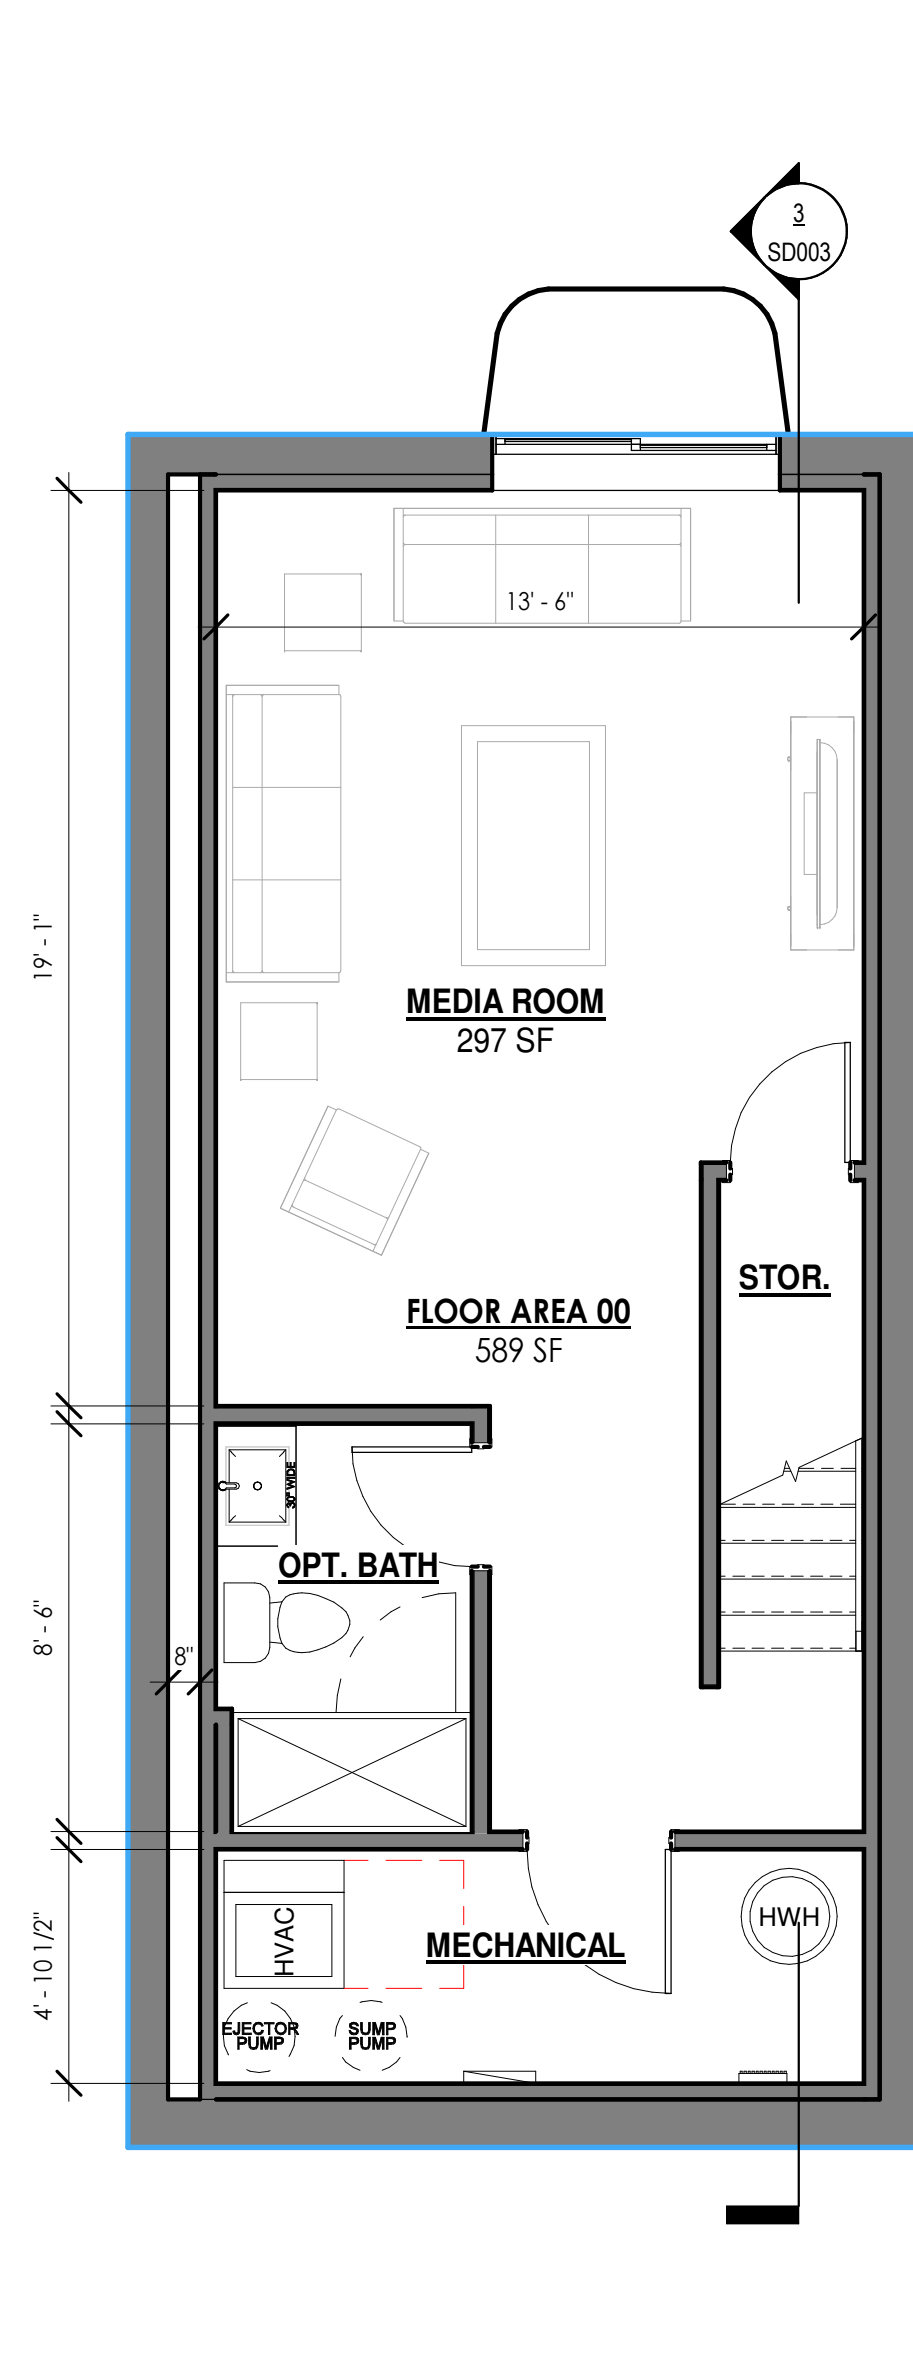 3
SD003
13' - 6"
19' - 1"
MEDIA ROOM
297 SF
STOR.
FLOOR AREA 00
589 SF
30" WIDE
OPT. BATH
8' - 6"
8"
HVAC
HWH
MECHANICAL
4' - 10 1/2"
EJECTOR
PUMP
SUMP
PUMP